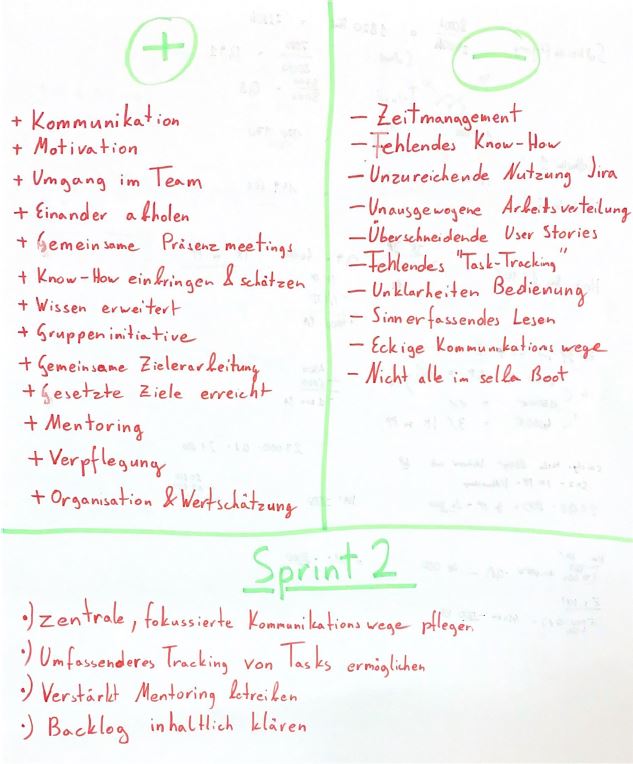 +
+ Kommunikation
+ Motivation
+ Umgang im Team
+ Einander abholen
+ Gemeinsame Präsenzmeetings
+ Know-How einbringen & schätzen
+ Wissen erweitert
+ Gruppeninitiative
+ Gemeinsame Zielerarbeitung
+ Gesetzte Ziele erreicht
+ Mentoring
+ Verpflegung
+ Organisation & Wertschätzung
—
— Zeitmanagement
— Fehlendes Know-How
— Unzureichende Nutzung Jira
— Unausgewogene Arbeitsverteilung
— Überschneidende User Stories
— Fehlendes "Task-Tracking"
— Unklarheiten Bedienung
— Sinnerfassendes Lesen
— Eckige Kommunikationswege
— Nicht alle im selben Boot
Sprint 2
•) Zentrale, fokussierte Kommunikationswege pflegen
•) Umfassenderes Tracking von Tasks ermöglichen
•) Verstärkt Mentoring betreiben
•) Backlog inhaltlich klären